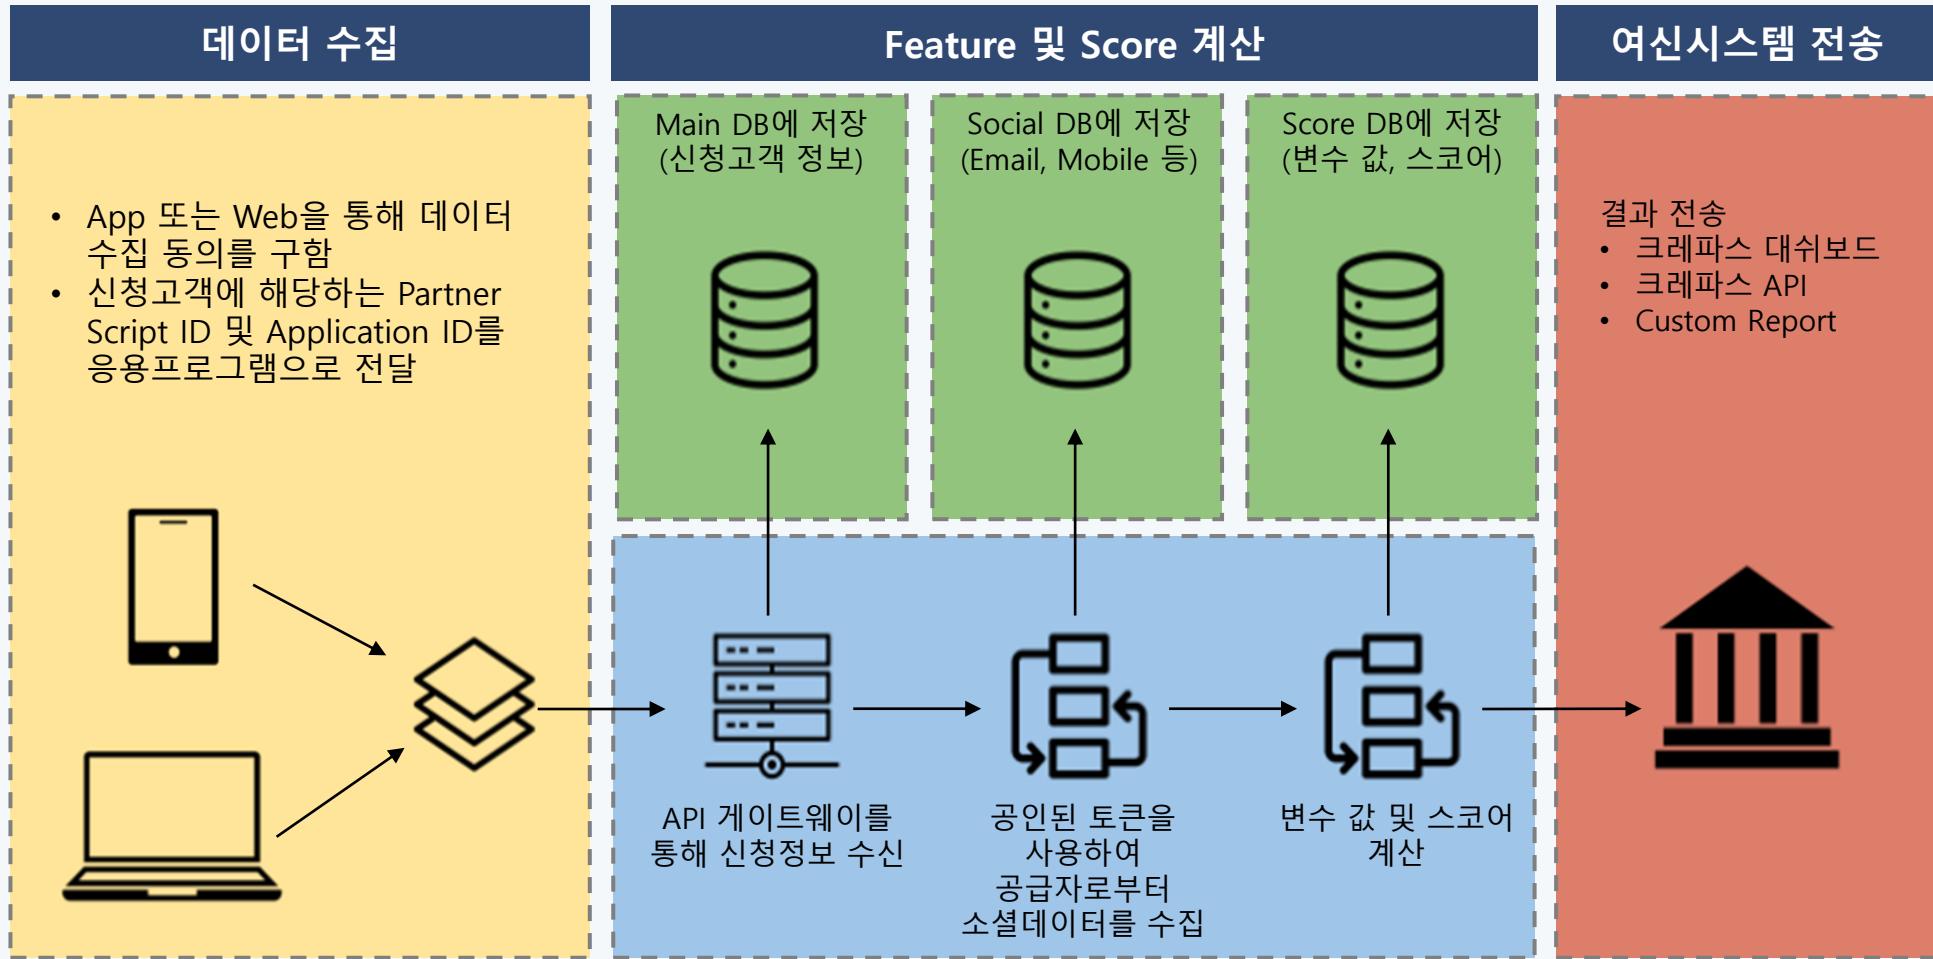 데이터 수집
Feature 및 Score 계산
여신시스템 전송
• App 또는 Web을 통해 데이터
수집 동의를 구함
• 신청고객에 해당하는 Partner
Script ID 및 Application ID를
응용프로그램으로 전달
Main DB에 저장
(신청고객 정보)
Social DB에 저장
(Email, Mobile 등)
Score DB에 저장
(변수 값, 스코어)
결과 전송
• 크레파스 대쉬보드
• 크레파스 API
• Custom Report
API 게이트웨이를
통해 신청정보 수신
공인된 토큰을
사용하여
공급자로부터
소셜데이터를 수집
변수 값 및 스코어
계산